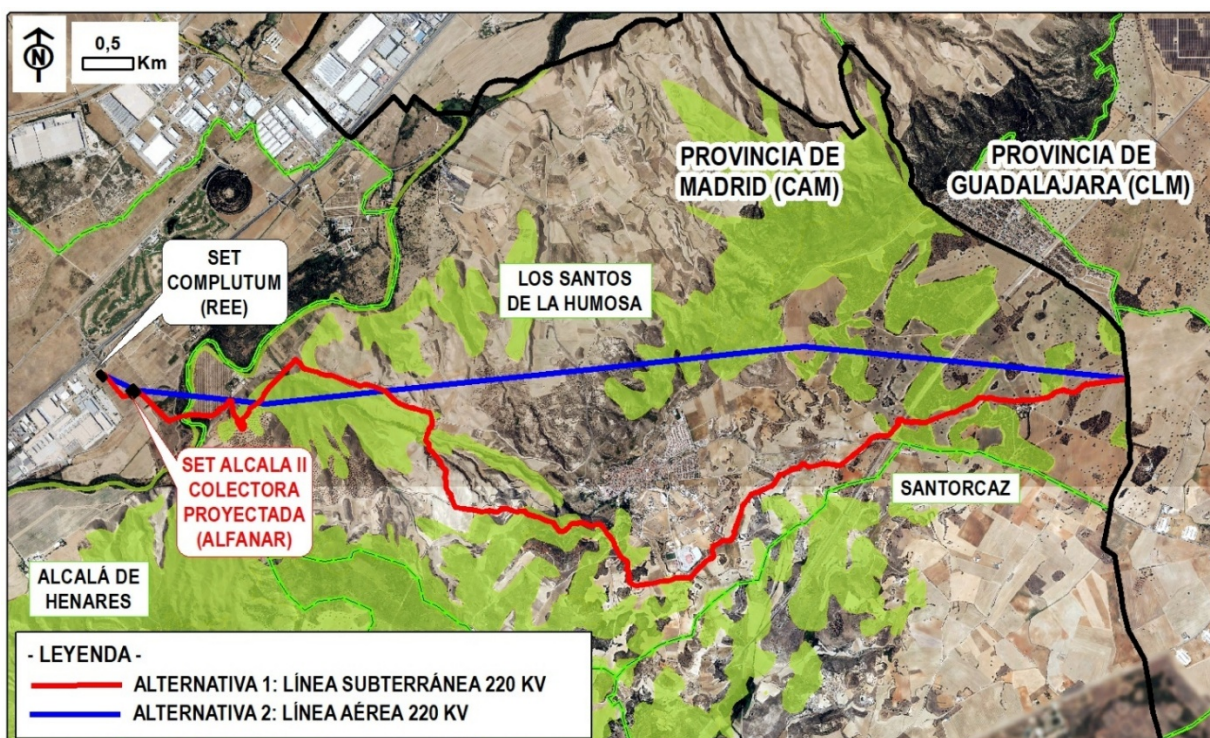 N
0,5
Km
PROVINCIA DE
MADRID (CAM)
PROVINCIA DE
GUADALAJARA (CLM)
SET
COMPLUTUM
(REE)
LOS SANTOS
DE LA HUMOSA
SET ALCALA II
COLECTORA
PROYECTADA
(ALFANAR)
SANTORCAZ
ALCALÁ DE
HENARES
- LEYENDA -
ALTERNATIVA 1: LÍNEA SUBTERRÁNEA 220 KV
ALTERNATIVA 2: LÍNEA AÉREA 220 KV